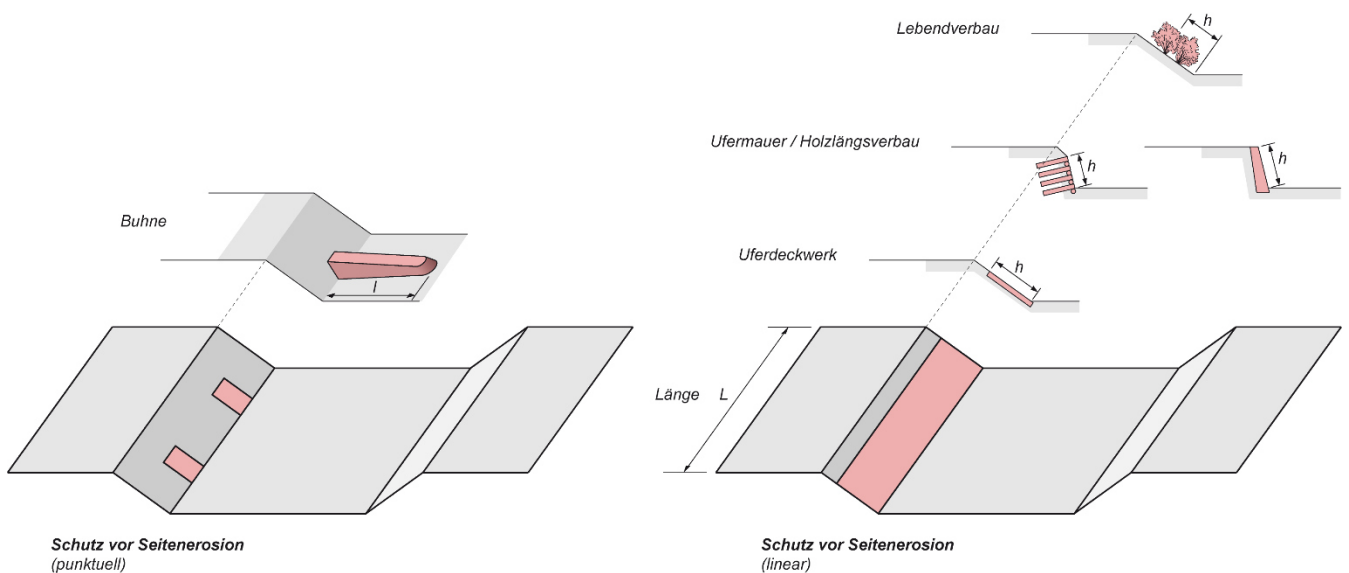 Buhne
l
Schutz vor Seitenerosion
(punktuell)
Lebendverbau
h
Ufermauer / Holzlängsverbau
h
h
Uferdeckwerk
h
Länge L
Schutz vor Seitenerosion
(linear)